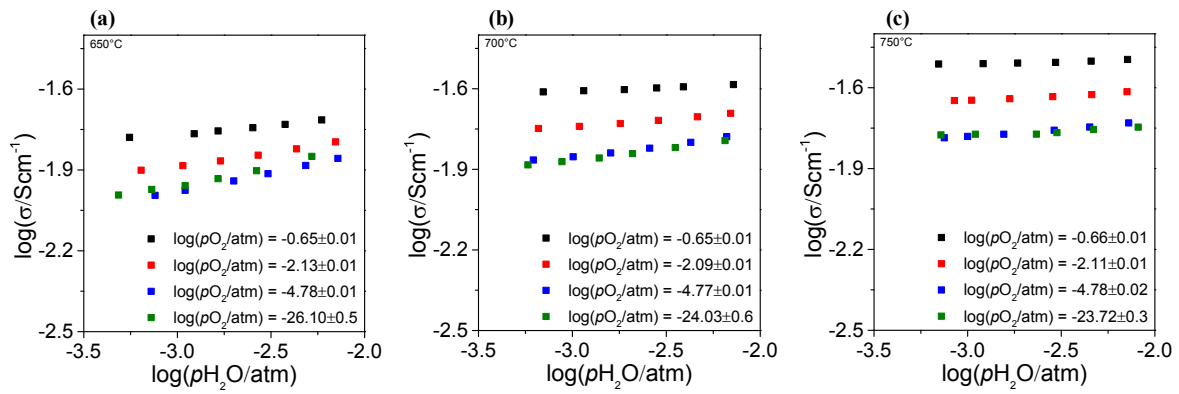 (a)
650°C
log(σ/Scm⁻¹)
-1.6
-1.9
-2.2
-2.5
log(pO₂/atm) = -0.65±0.01
log(pO₂/atm) = -2.13±0.01
log(pO₂/atm) = -4.78±0.01
log(pO₂/atm) = -26.10±0.5
-3.5 -3.0 -2.5 -2.0
log(pH₂O/atm)
(b)
700°C
log(σ/Scm⁻¹)
-1.6
-1.9
-2.2
-2.5
log(pO₂/atm) = -0.65±0.01
log(pO₂/atm) = -2.09±0.01
log(pO₂/atm) = -4.77±0.01
log(pO₂/atm) = -24.03±0.6
-3.5 -3.0 -2.5 -2.0
log(pH₂O/atm)
(c)
750°C
log(σ/Scm⁻¹)
-1.6
-1.9
-2.2
-2.5
log(pO₂/atm) = -0.66±0.01
log(pO₂/atm) = -2.11±0.01
log(pO₂/atm) = -4.78±0.02
log(pO₂/atm) = -23.72±0.3
-3.5 -3.0 -2.5 -2.0
log(pH₂O/atm)